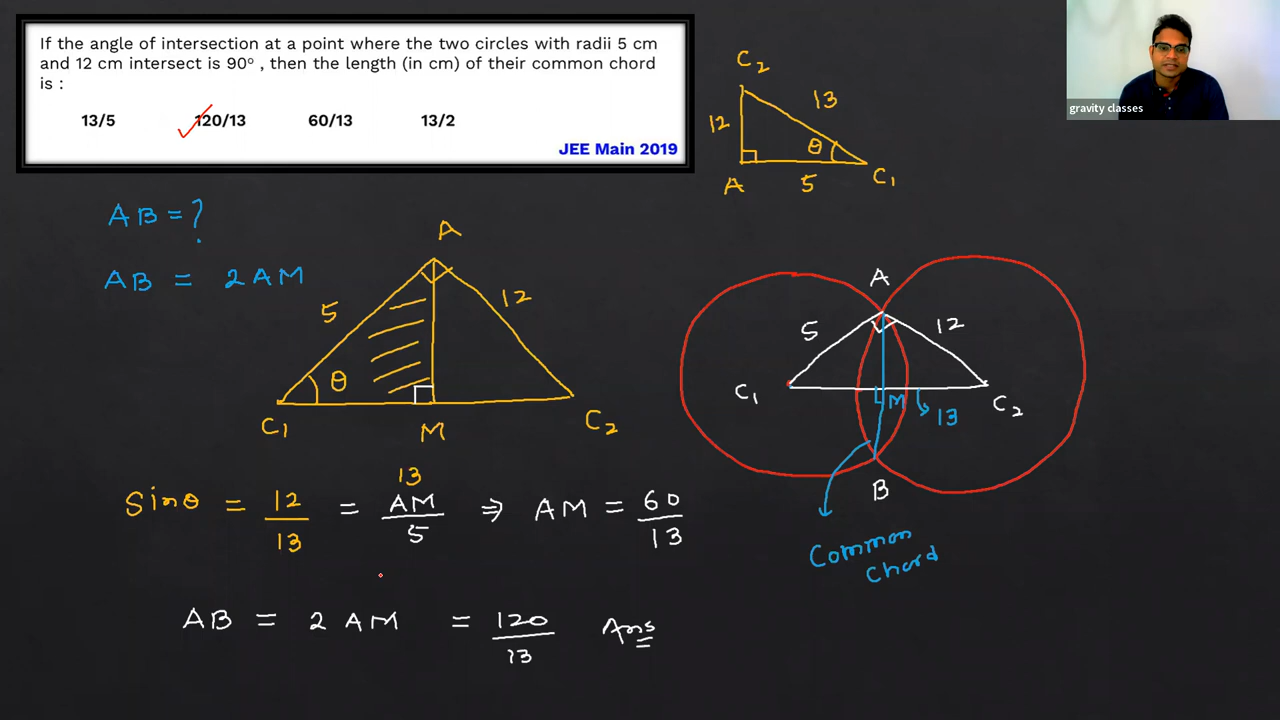 If the angle of intersection at a point where the two circles with radii 5 cm
and 12 cm intersect is 90°, then the length (in cm) of their common chord
is :
13/5 120/13 60/13 13/2
JEE Main 2019
gravity classes
C₂
12 13
θ
A 5 C₁
AB = ?
AB = 2AM
A
5 12
θ
C₁ M C₂
13
A
5 12
C₁ M C₂
13
B
Common
Chord
Sinθ = 12/13 = AM/5 ⇒ AM = 60/13
AB = 2 AM = 120/13 Ans